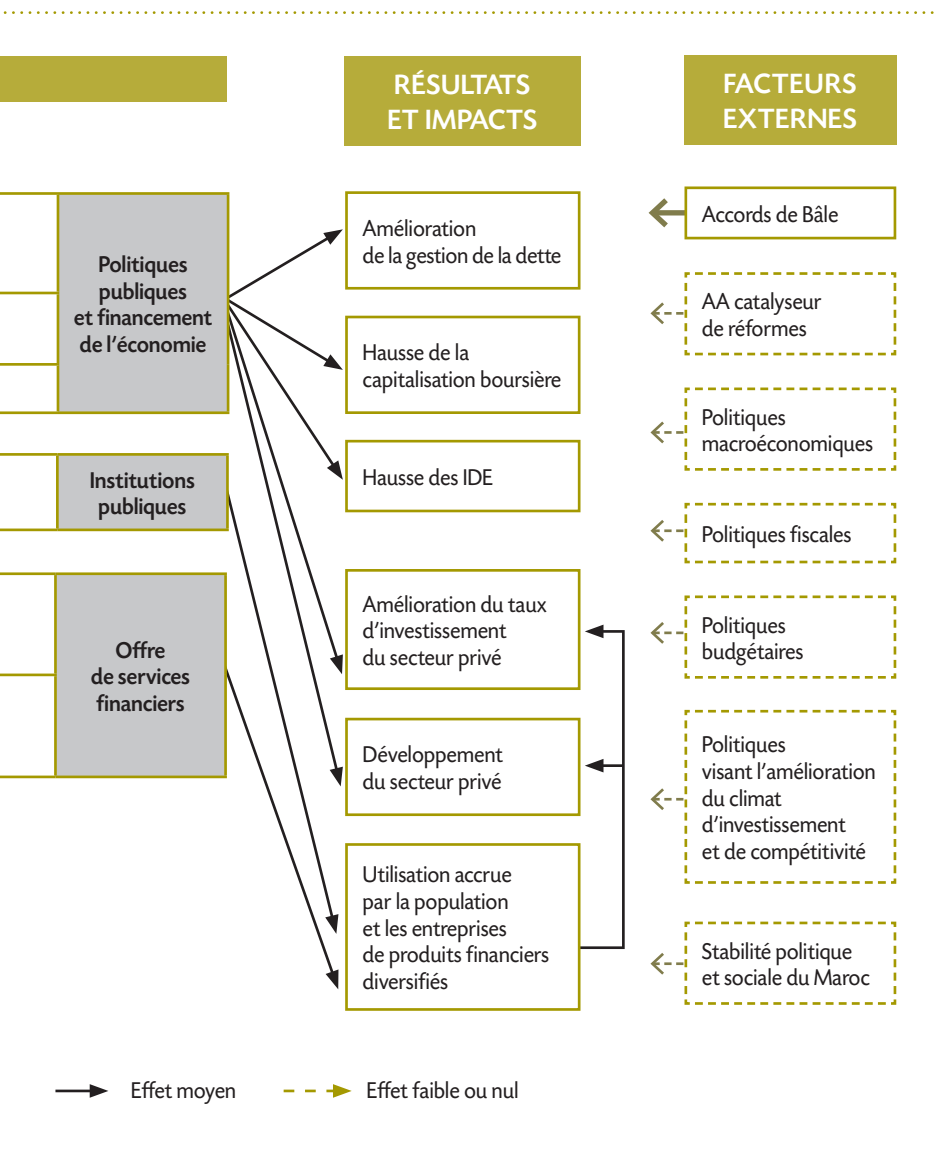 RÉSULTATS
ET IMPACTS
FACTEURS
EXTERNES
Politiques
publiques
et financement
de l'économie
Institutions
publiques
Offre
de services
financiers
Amélioration
de la gestion de la dette
Hausse de la
capitalisation boursière
Hausse des IDE
Amélioration du taux
d'investissement
du secteur privé
Développement
du secteur privé
Utilisation accrue
par la population
et les entreprises
de produits financiers
diversifiés
Accords de Bâle
AA catalyseur
de réformes
Politiques
macroéconomiques
Politiques fiscales
Politiques
budgétaires
Politiques
visant l'amélioration
du climat
d'investissement
et de compétitivité
Stabilité politique
et sociale du Maroc
Effet moyen
Effet faible ou nul